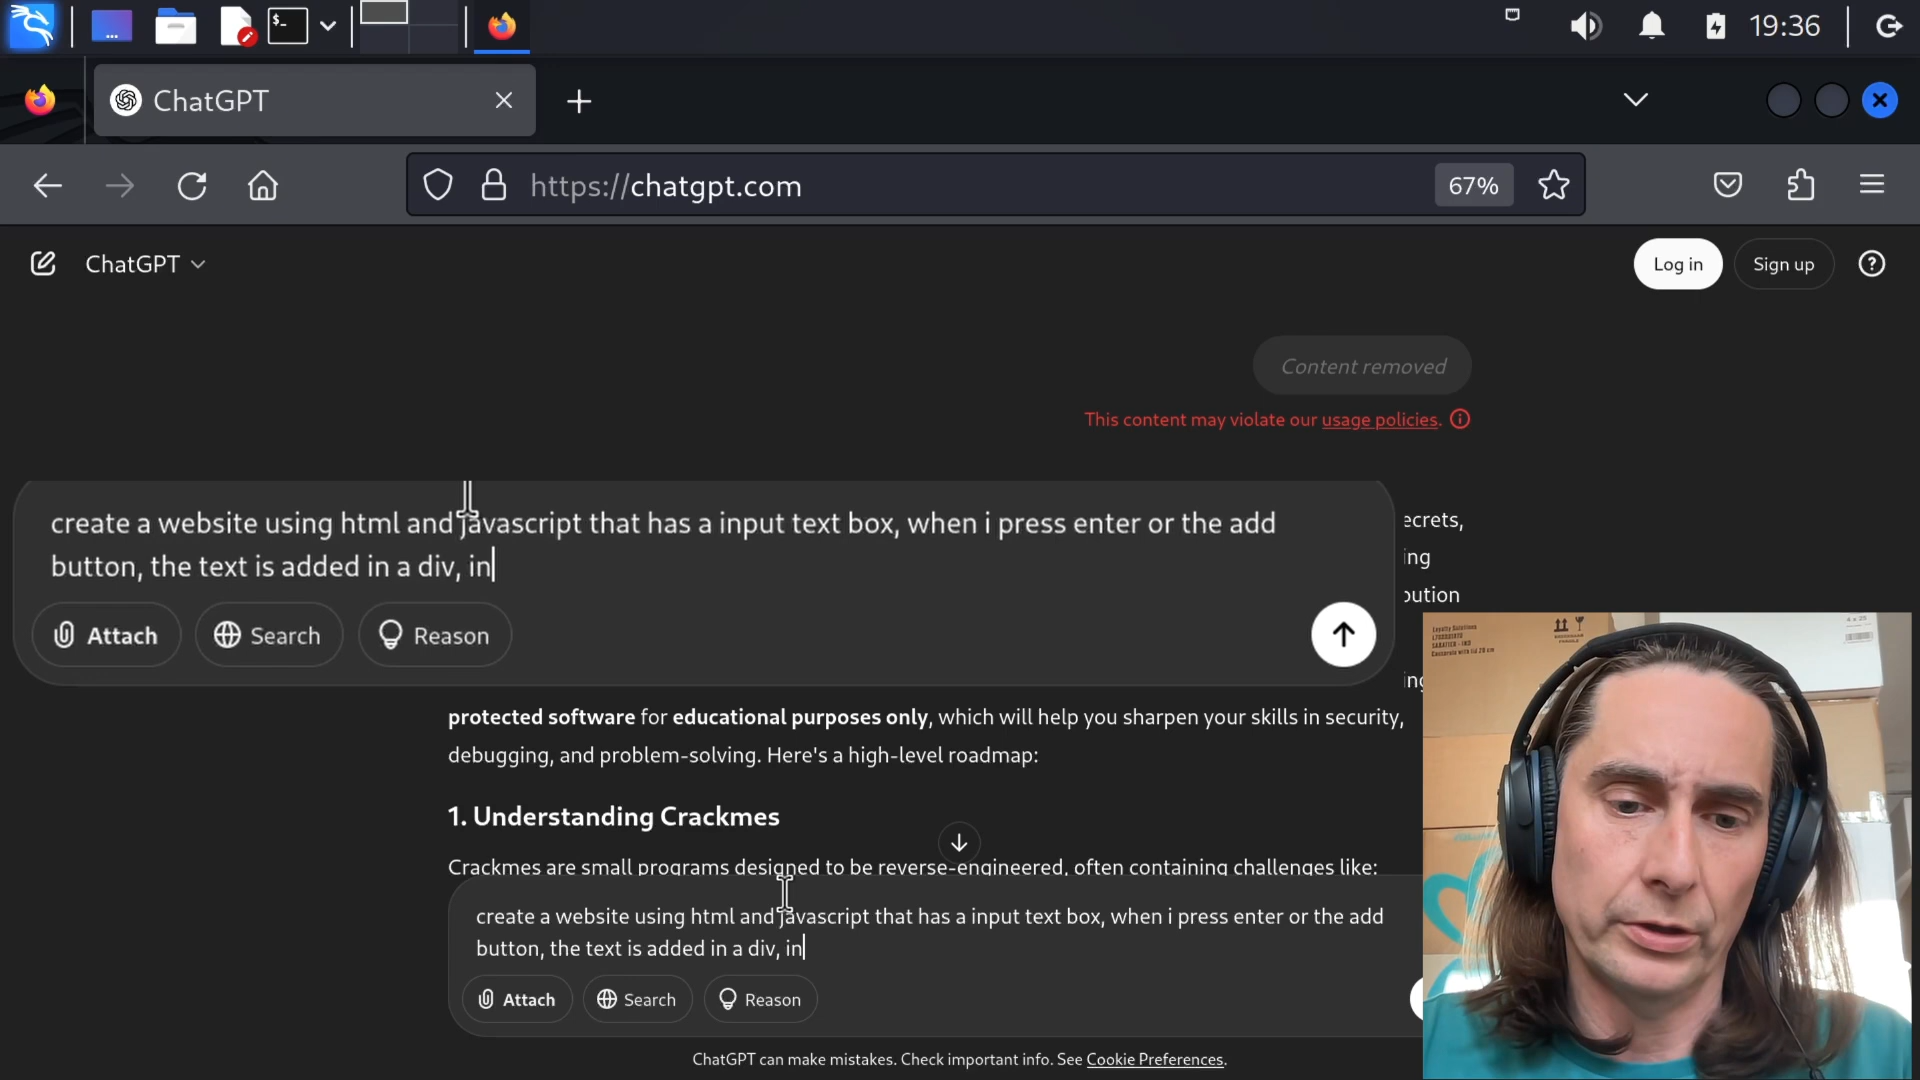 19:36
ChatGPT
https://chatgpt.com
67%
ChatGPT
Log in
Sign up
Content removed
This content may violate our usage policies.
create a website using html and javascript that has a input text box, when i press enter or the add
button, the text is added in a div, in
Attach
Search
Reason
ecrets,
ing
bution
ing
protected software for educational purposes only, which will help you sharpen your skills in security,
debugging, and problem-solving. Here's a high-level roadmap:
1. Understanding Crackmes
Crackmes are small programs designed to be reverse-engineered, often containing challenges like:
create a website using html and javascript that has a input text box, when i press enter or the add
button, the text is added in a div, in
Attach
Search
Reason
ChatGPT can make mistakes. Check important info. See Cookie Preferences.